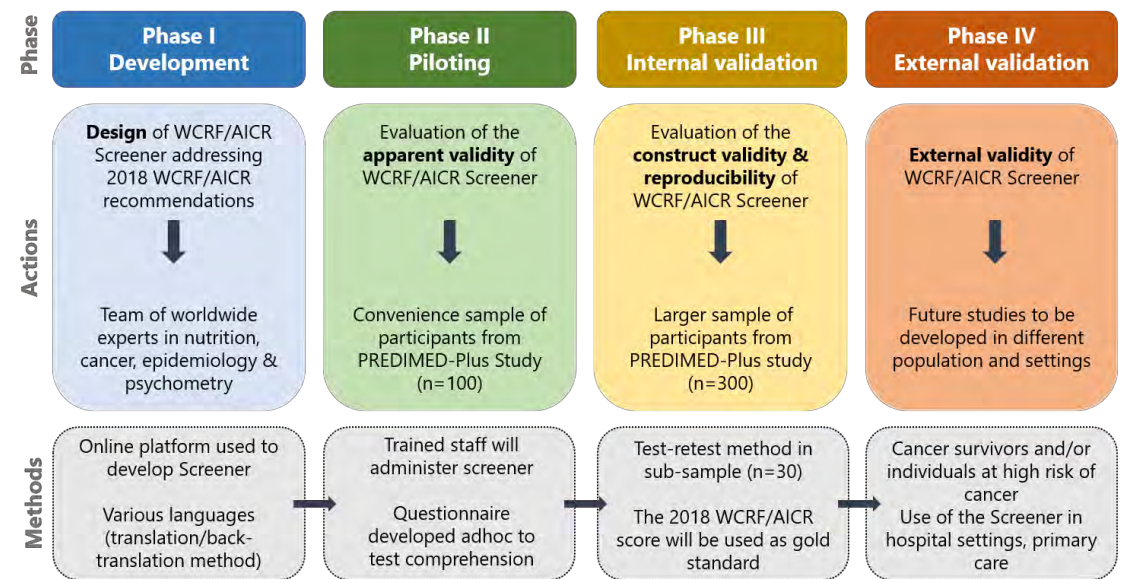 Phase
Phase I
Development
Phase II
Piloting
Phase III
Internal validation
Phase IV
External validation
Actions
Design of WCRF/AICR
Screener addressing
2018 WCRF/AICR
recommendations
Team of worldwide
experts in nutrition,
cancer, epidemiology &
psychometry
Evaluation of the
apparent validity of
WCRF/AICR Screener
Convenience sample of
participants from
PREDIMED-Plus Study
(n=100)
Evaluation of the
construct validity &
reproducibility of
WCRF/AICR Screener
Larger sample of
participants from
PREDIMED-Plus study
(n=300)
External validity of
WCRF/AICR Screener
Future studies to be
developed in different
population and settings
Methods
Online platform used to
develop Screener
Various languages
(translation/back-
translation method)
Trained staff will
administer screener
Questionnaire
developed adhoc to
test comprehension
Test-retest method in
sub-sample (n=30)
The 2018 WCRF/AICR
score will be used as gold
standard
Cancer survivors and/or
individuals at high risk of
cancer
Use of the Screener in
hospital settings, primary
care